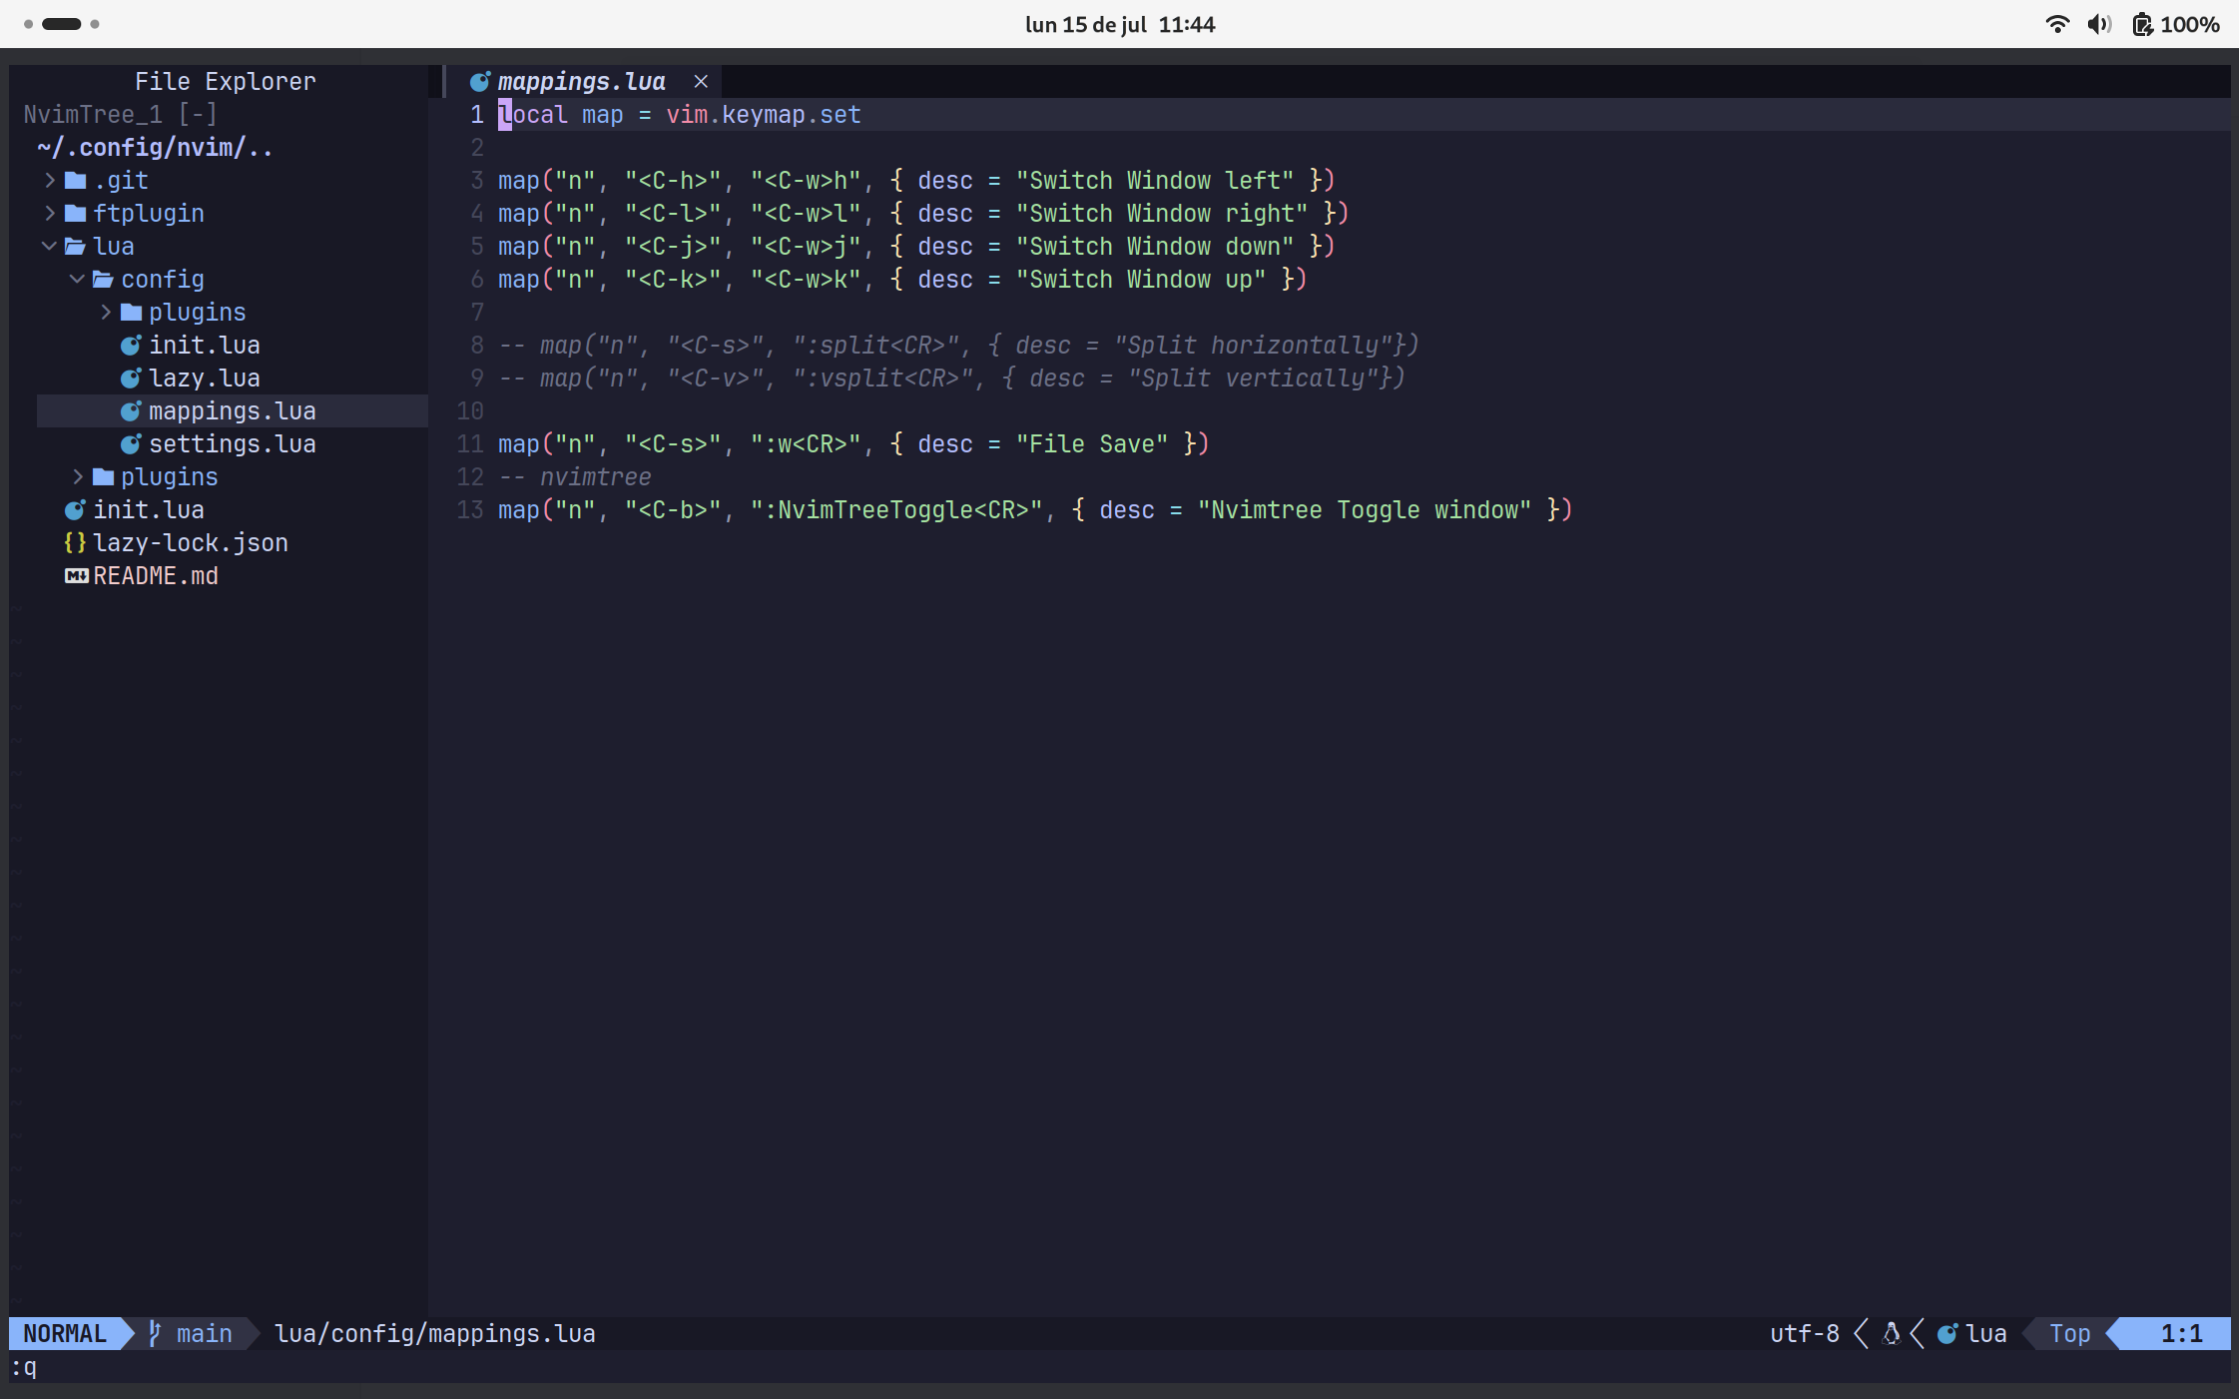 lun 15 de jul 11:44
100%
File Explorer
NvimTree_1 [-]
~/.config/nvim/..
.git
ftplugin
lua
config
plugins
init.lua
lazy.lua
mappings.lua
settings.lua
plugins
init.lua
{} lazy-lock.json
M↓ README.md
mappings.lua ×
1 local map = vim.keymap.set
2
3 map("n", "<C-h>", "<C-w>h", { desc = "Switch Window left" })
4 map("n", "<C-l>", "<C-w>l", { desc = "Switch Window right" })
5 map("n", "<C-j>", "<C-w>j", { desc = "Switch Window down" })
6 map("n", "<C-k>", "<C-w>k", { desc = "Switch Window up" })
7
8 -- map("n", "<C-s>", ":split<CR>", { desc = "Split horizontally"})
9 -- map("n", "<C-v>", ":vsplit<CR>", { desc = "Split vertically"})
10
11 map("n", "<C-s>", ":w<CR>", { desc = "File Save" })
12 -- nvimtree
13 map("n", "<C-b>", ":NvimTreeToggle<CR>", { desc = "Nvimtree Toggle window" })
NORMAL main lua/config/mappings.lua utf-8 lua Top 1:1
:q